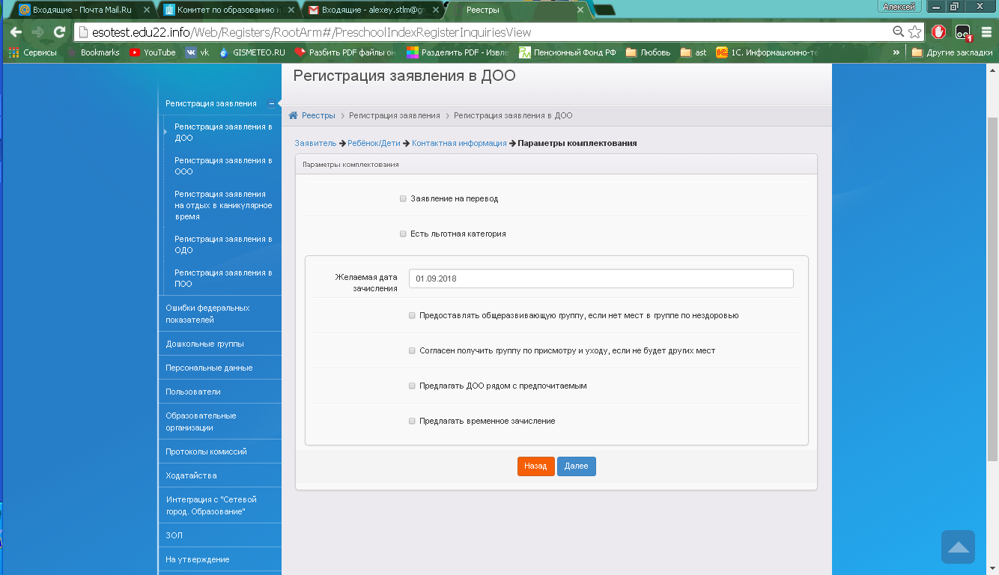 Входящие - Почта Mail.Ru
Комитет по образованию и
Входящие - alexey.stlm@gm
Реестры
Алексей
esotest.edu22.info/Web/Registers/RootArm#/PreschoolIndexRegisterInquiriesView
1
Сервисы
Bookmarks
YouTube
vk
GISMETEO.RU
Разбить PDF файлы он
Разделить PDF - Извле
Пенсионный Фонд РФ
Любовь
ast
1С. Информационно-те
»
Другие закладки
Регистрация заявления в ДОО
Реестры > Регистрация заявления > Регистрация заявления в ДОО
Заявитель ➔ Ребёнок/Дети ➔ Контактная информация ➔ Параметры комплектования
Регистрация заявления
Регистрация заявления в
ДОО
Регистрация заявления в
ООО
Регистрация заявления
на отдых в каникулярное
время
Регистрация заявления в
ОДО
Регистрация заявления в
ПОО
Ошибки федеральных
показателей
Дошкольные группы
Персональные данные
Пользователи
Образовательные
организации
Протоколы комиссий
Ходатайства
Интеграция с "Сетевой
город. Образование"
ЗОЛ
На утверждение
Параметры комплектования
Заявление на перевод
Есть льготная категория
Желаемая дата
зачисления
01.09.2018
Предоставлять общеразвивающую группу, если нет мест в группе по нездоровью
Согласен получить группу по присмотру и уходу, если не будет других мест
Предлагать ДОО рядом с предпочитаемым
Предлагать временное зачисление
Назад
Далее